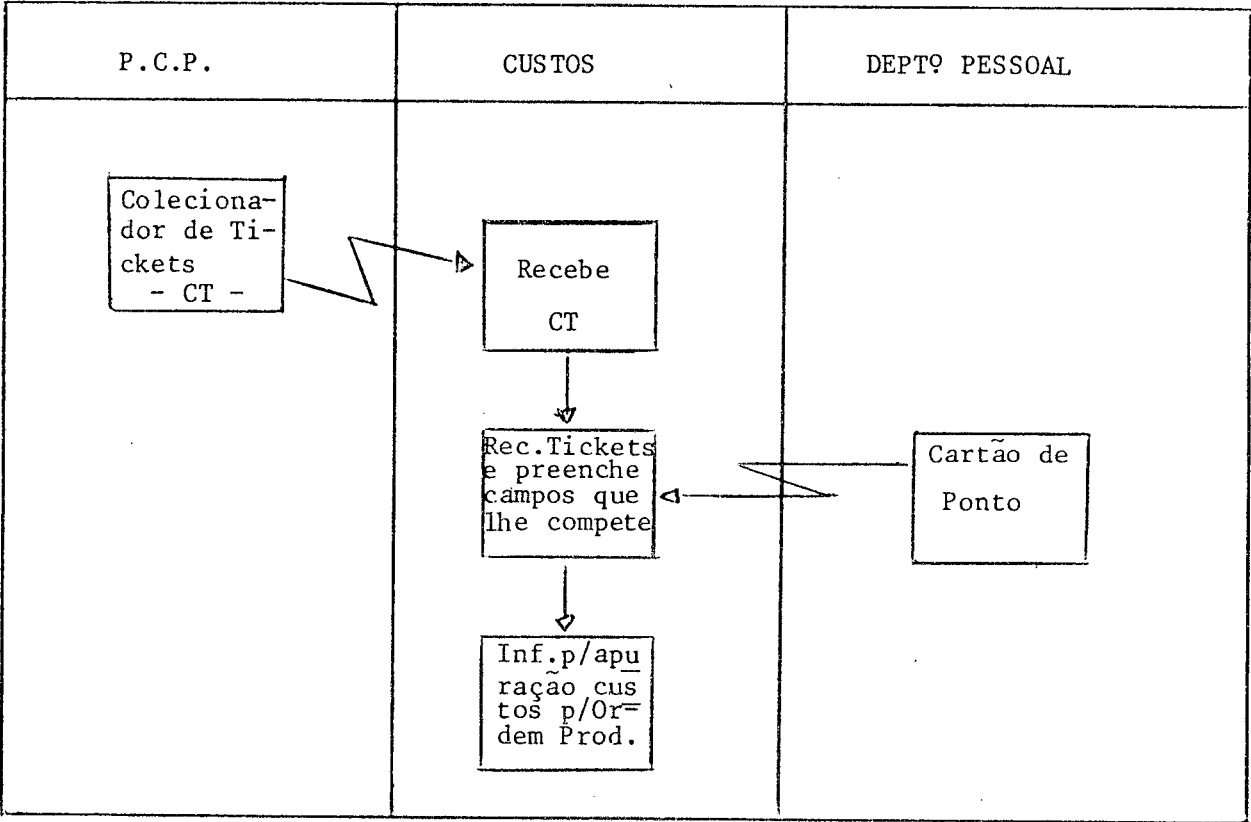 P.C.P.
CUSTOS
DEPTº PESSOAL
Coleciona-
dor de Ti-
ckets
- CT -
Recebe
CT
Rec.Tickets
e preenche
campos que
lhe compete
Cartão de
Ponto
Inf.p/apu
ração cus
tos p/Or=
dem Prod.